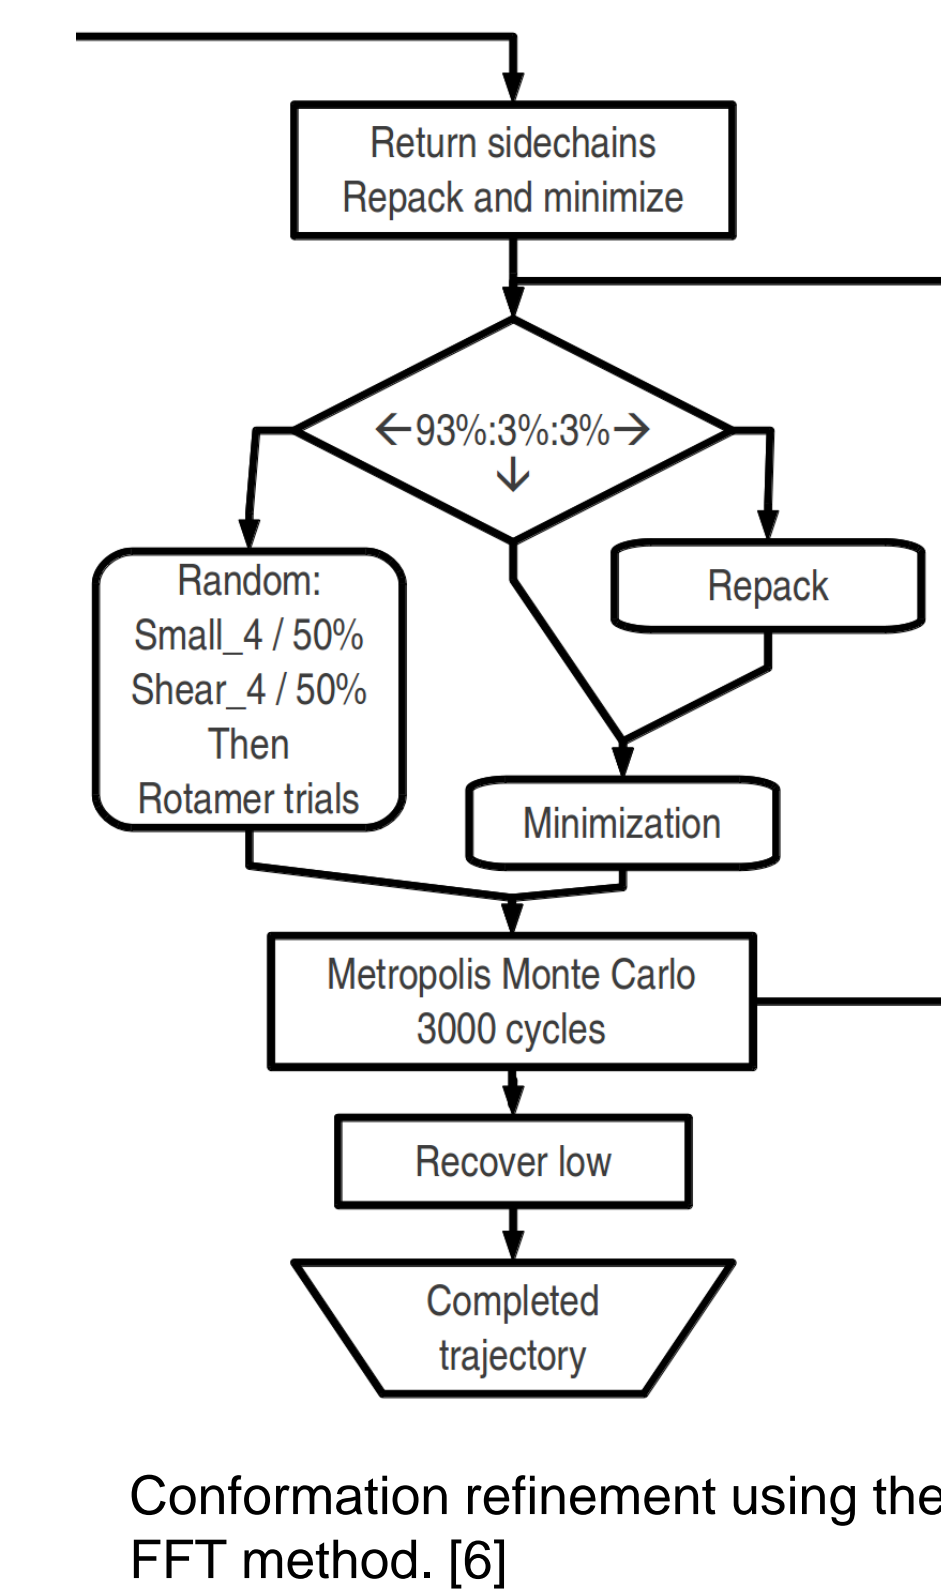 Return sidechains
Repack and minimize
←93%:3%:3%→
↓
Random:
Small_4 / 50%
Shear_4 / 50%
Then
Rotamer trials
Repack
Minimization
Metropolis Monte Carlo
3000 cycles
Recover low
Completed
trajectory
Conformation refinement using the
FFT method. [6]